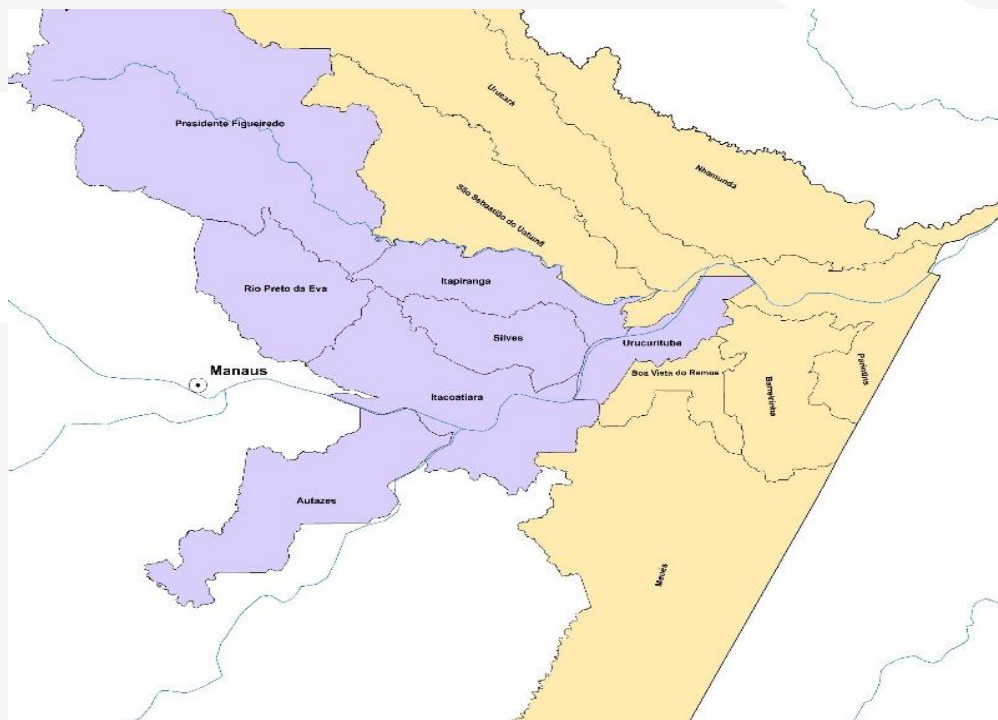 Urucará
Presidente Figueiredo
Nhamundá
São Sebastião do Uatumã
Itapiranga
Rio Preto da Eva
Silves
Urucurituba
Manaus
Boa Vista do Ramos
Parintins
Barreirinha
Itacoatiara
Autazes
Maués